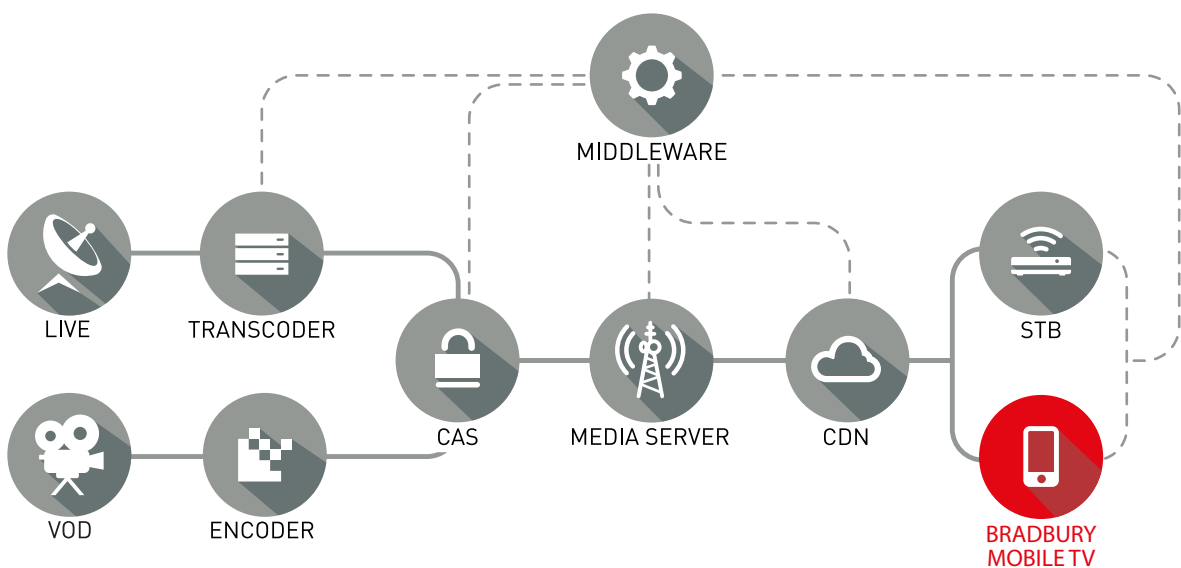 MIDDLEWARE
LIVE
TRANSCODER
STB
CAS
MEDIA SERVER
CDN
VOD
ENCODER
BRADBURY
MOBILE TV